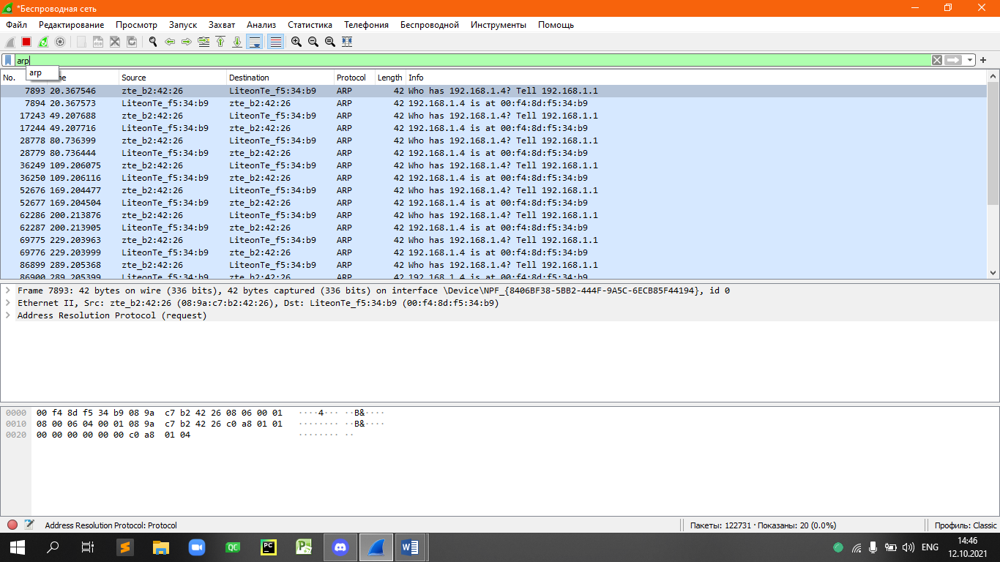 *Беспроводная сеть
Файл Редактирование Просмотр Запуск Захват Анализ Статистика Телефония Беспроводной Инструменты Помощь
arp
arp
No. Source Destination Protocol Length Info
7893 20.367546 zte_b2:42:26 LiteonTe_f5:34:b9 ARP 42 Who has 192.168.1.4? Tell 192.168.1.1
7894 20.367573 LiteonTe_f5:34:b9 zte_b2:42:26 ARP 42 192.168.1.4 is at 00:f4:8d:f5:34:b9
17243 49.207688 zte_b2:42:26 LiteonTe_f5:34:b9 ARP 42 Who has 192.168.1.4? Tell 192.168.1.1
17244 49.207716 LiteonTe_f5:34:b9 zte_b2:42:26 ARP 42 192.168.1.4 is at 00:f4:8d:f5:34:b9
28778 80.736399 zte_b2:42:26 LiteonTe_f5:34:b9 ARP 42 Who has 192.168.1.4? Tell 192.168.1.1
28779 80.736444 LiteonTe_f5:34:b9 zte_b2:42:26 ARP 42 192.168.1.4 is at 00:f4:8d:f5:34:b9
36249 109.206075 zte_b2:42:26 LiteonTe_f5:34:b9 ARP 42 Who has 192.168.1.4? Tell 192.168.1.1
36250 109.206116 LiteonTe_f5:34:b9 zte_b2:42:26 ARP 42 192.168.1.4 is at 00:f4:8d:f5:34:b9
52676 169.204477 zte_b2:42:26 LiteonTe_f5:34:b9 ARP 42 Who has 192.168.1.4? Tell 192.168.1.1
52677 169.204504 LiteonTe_f5:34:b9 zte_b2:42:26 ARP 42 192.168.1.4 is at 00:f4:8d:f5:34:b9
62286 200.213876 zte_b2:42:26 LiteonTe_f5:34:b9 ARP 42 Who has 192.168.1.4? Tell 192.168.1.1
62287 200.213905 LiteonTe_f5:34:b9 zte_b2:42:26 ARP 42 192.168.1.4 is at 00:f4:8d:f5:34:b9
69775 229.203963 zte_b2:42:26 LiteonTe_f5:34:b9 ARP 42 Who has 192.168.1.4? Tell 192.168.1.1
69776 229.203999 LiteonTe_f5:34:b9 zte_b2:42:26 ARP 42 192.168.1.4 is at 00:f4:8d:f5:34:b9
86899 289.205368 zte_b2:42:26 LiteonTe_f5:34:b9 ARP 42 Who has 192.168.1.4? Tell 192.168.1.1
86900 289.205399 LiteonTe_f5:34:b9 zte_b2:42:26 ARP 42 192.168.1.4 is at 00:f4:8d:f5:34:b9
Frame 7893: 42 bytes on wire (336 bits), 42 bytes captured (336 bits) on interface \Device\NPF_{8406BF38-5BB2-444F-9A5C-6ECB85F44194}, id 0
Ethernet II, Src: zte_b2:42:26 (08:9a:c7:b2:42:26), Dst: LiteonTe_f5:34:b9 (00:f4:8d:f5:34:b9)
Address Resolution Protocol (request)
0000 00 f4 8d f5 34 b9 08 9a c7 b2 42 26 08 06 00 01 ····4··· ··B&····
0010 08 00 06 04 00 01 08 9a c7 b2 42 26 c0 a8 01 01 ········ ··B&····
0020 00 00 00 00 00 00 c0 a8 01 04 ········ ··
Address Resolution Protocol: Protocol Пакеты: 122731 · Показаны: 20 (0.0%) Профиль: Classic
QC PC ENG 14:46
12.10.2021